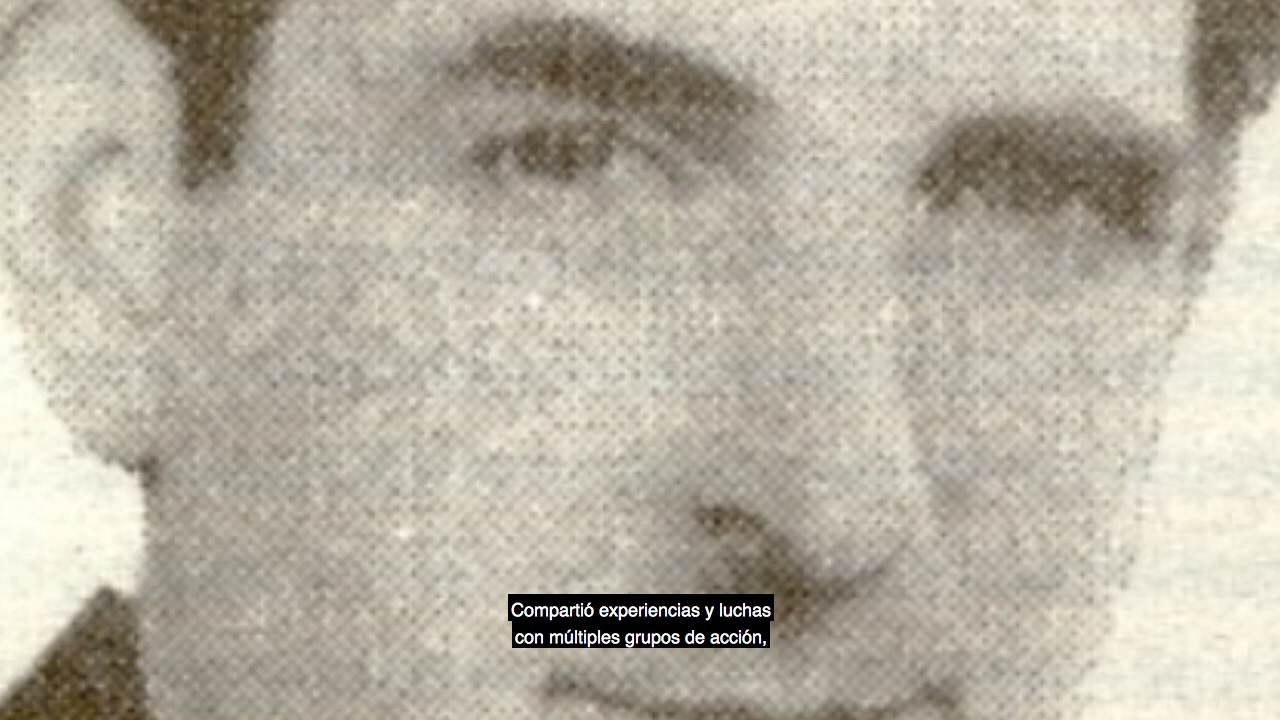 Compartió experiencias y luchas
con múltiples grupos de acción,